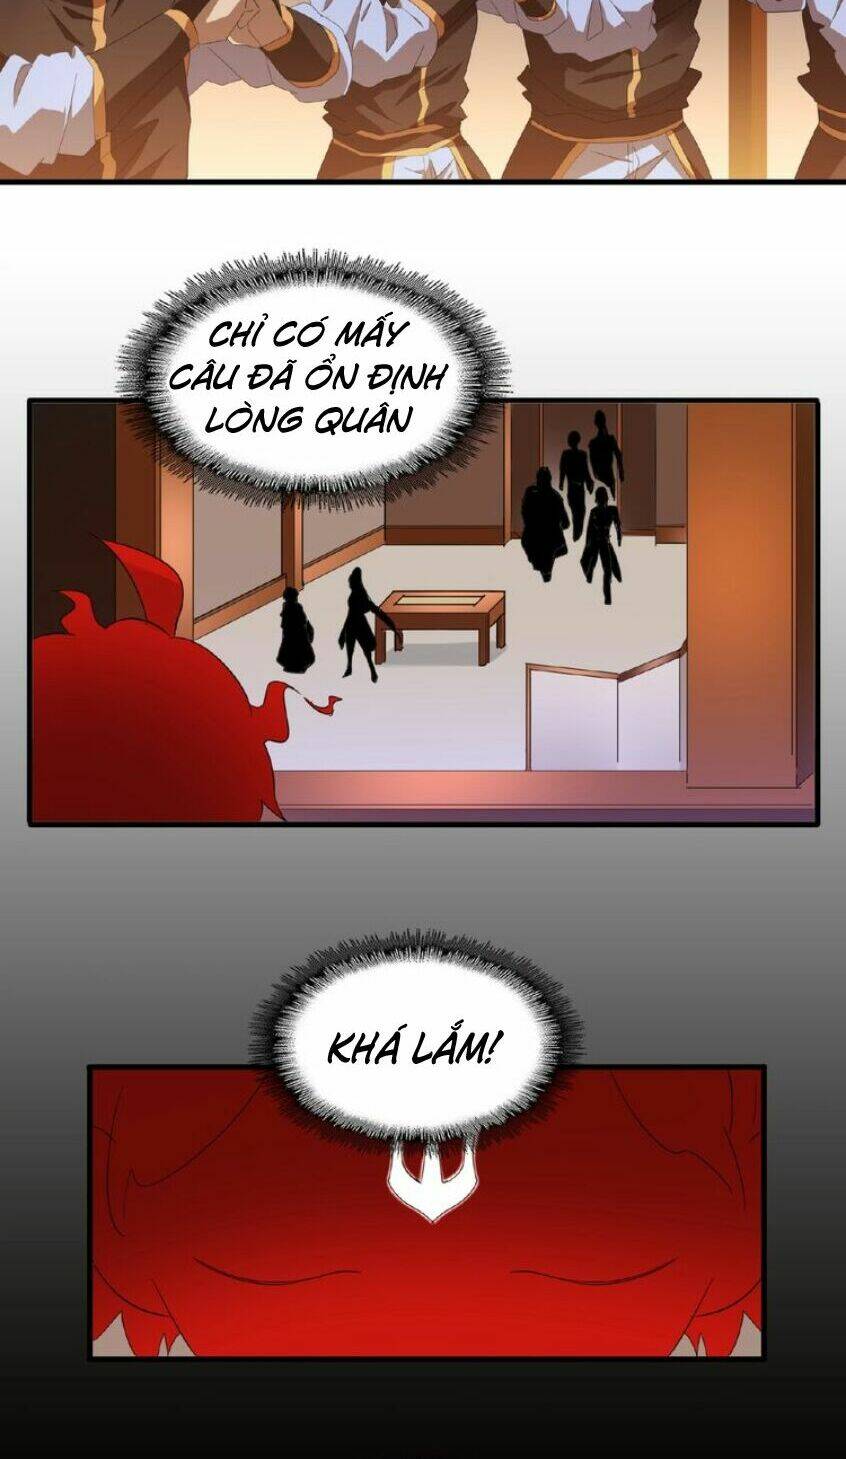 CHỈ CÓ MẤY
CÂU ĐÃ ỔN ĐỊNH
LÒNG QUÂN
KHÁ LẮM!